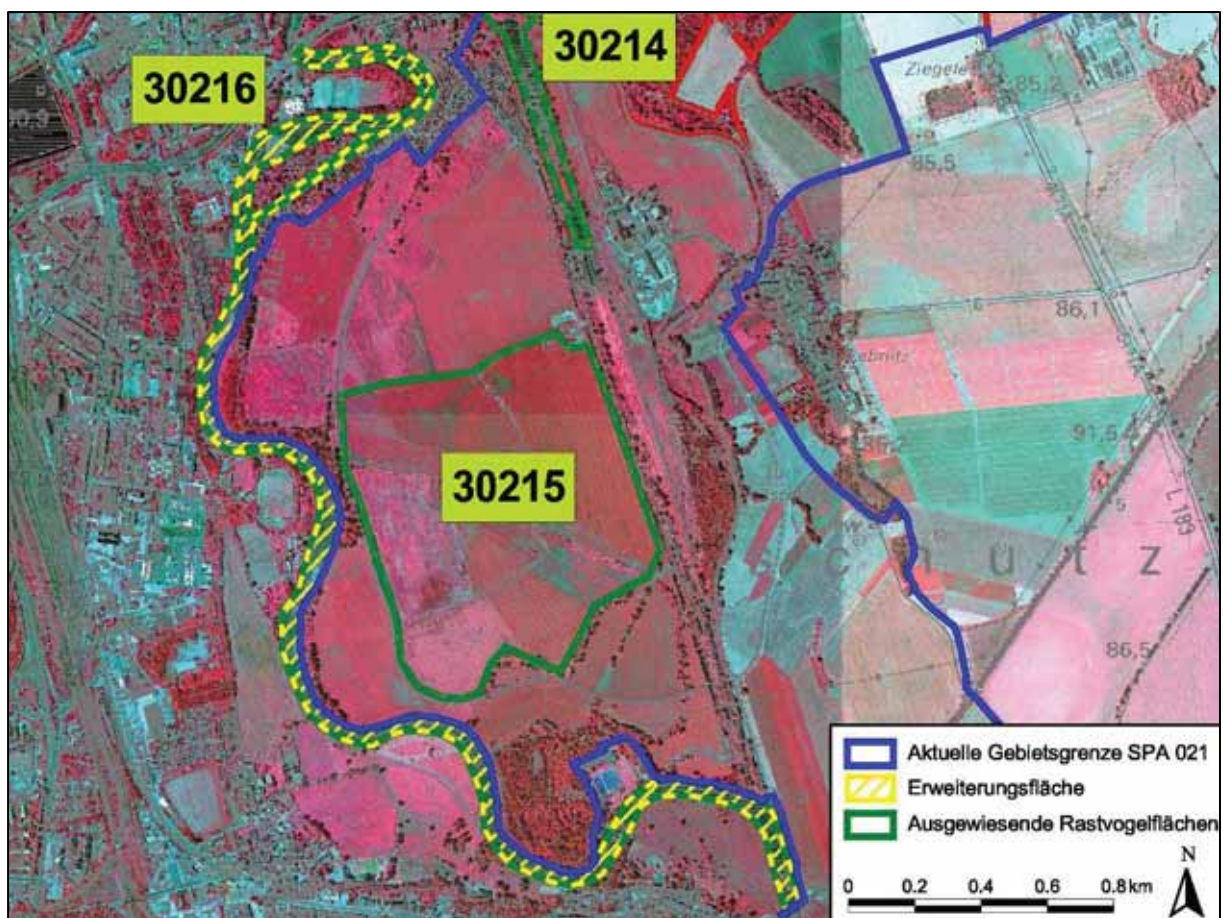 30216
30214
30215
85,2
85,5
86,1
91,5
86,5
L 183
c h u t z
Aktuelle Gebietsgrenze SPA 021
Erweiterungsfläche
Ausgewiesende Rastvogelflächen
N
0 0.2 0.4 0.6 0.8 km